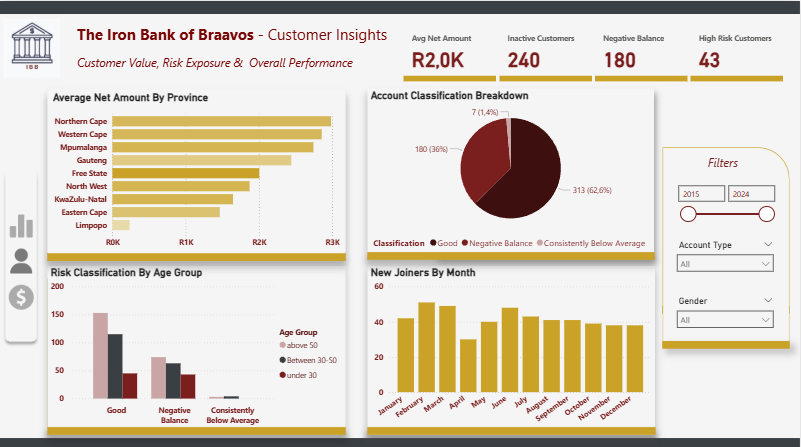 The Iron Bank of Braavos - Customer Insights
Customer Value, Risk Exposure & Overall Performance
IBB
Avg Net Amount
R2,0K
Inactive Customers
240
Negative Balance
180
High Risk Customers
43
Average Net Amount By Province
Northern Cape
Western Cape
Mpumalanga
Gauteng
Free State
North West
KwaZulu-Natal
Eastern Cape
Limpopo
R0K R1K R2K R3K
Account Classification Breakdown
7 (1,4%)
180 (36%)
313 (62,6%)
Classification Good Negative Balance Consistently Below Average
Filters
2015 2024
Account Type
All
Gender
All
Risk Classification By Age Group
200
150
100
50
0
Good
Negative Balance
Consistently Below Average
Age Group
above 50
Between 30-50
under 30
New Joiners By Month
60
40
20
0
January
February
March
April
May
June
July
August
September
October
November
December